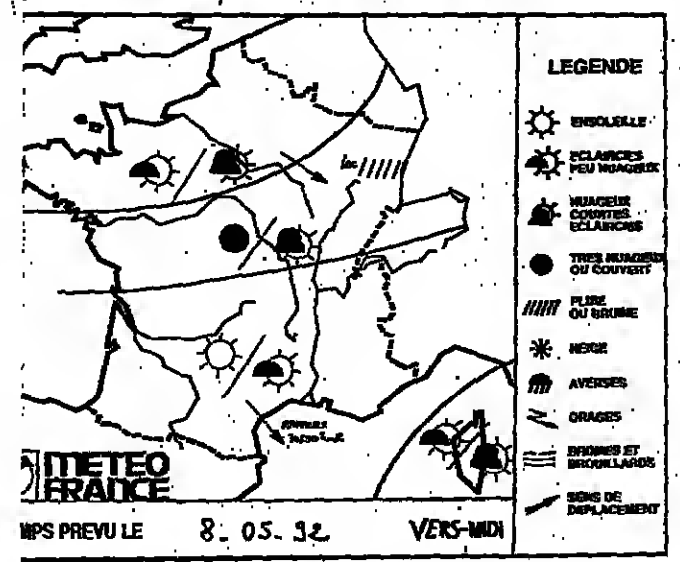 LEGENDE
ENSOLEILLE
ECLAIRCIES
PEU NUAGEUX
NUAGEUX
COURTES
ECLAIRCIES
TRES NUAGEUX
OU COUVERT
PLUIE
OU BRUINE
NEIGE
AVERSES
ORAGES
BRUMES ET
BROUILLARDS
SENS DE
DEPLACEMENT
METEO
FRANCE
MPS PREVU LE 8.05.92 VERS-MIDI